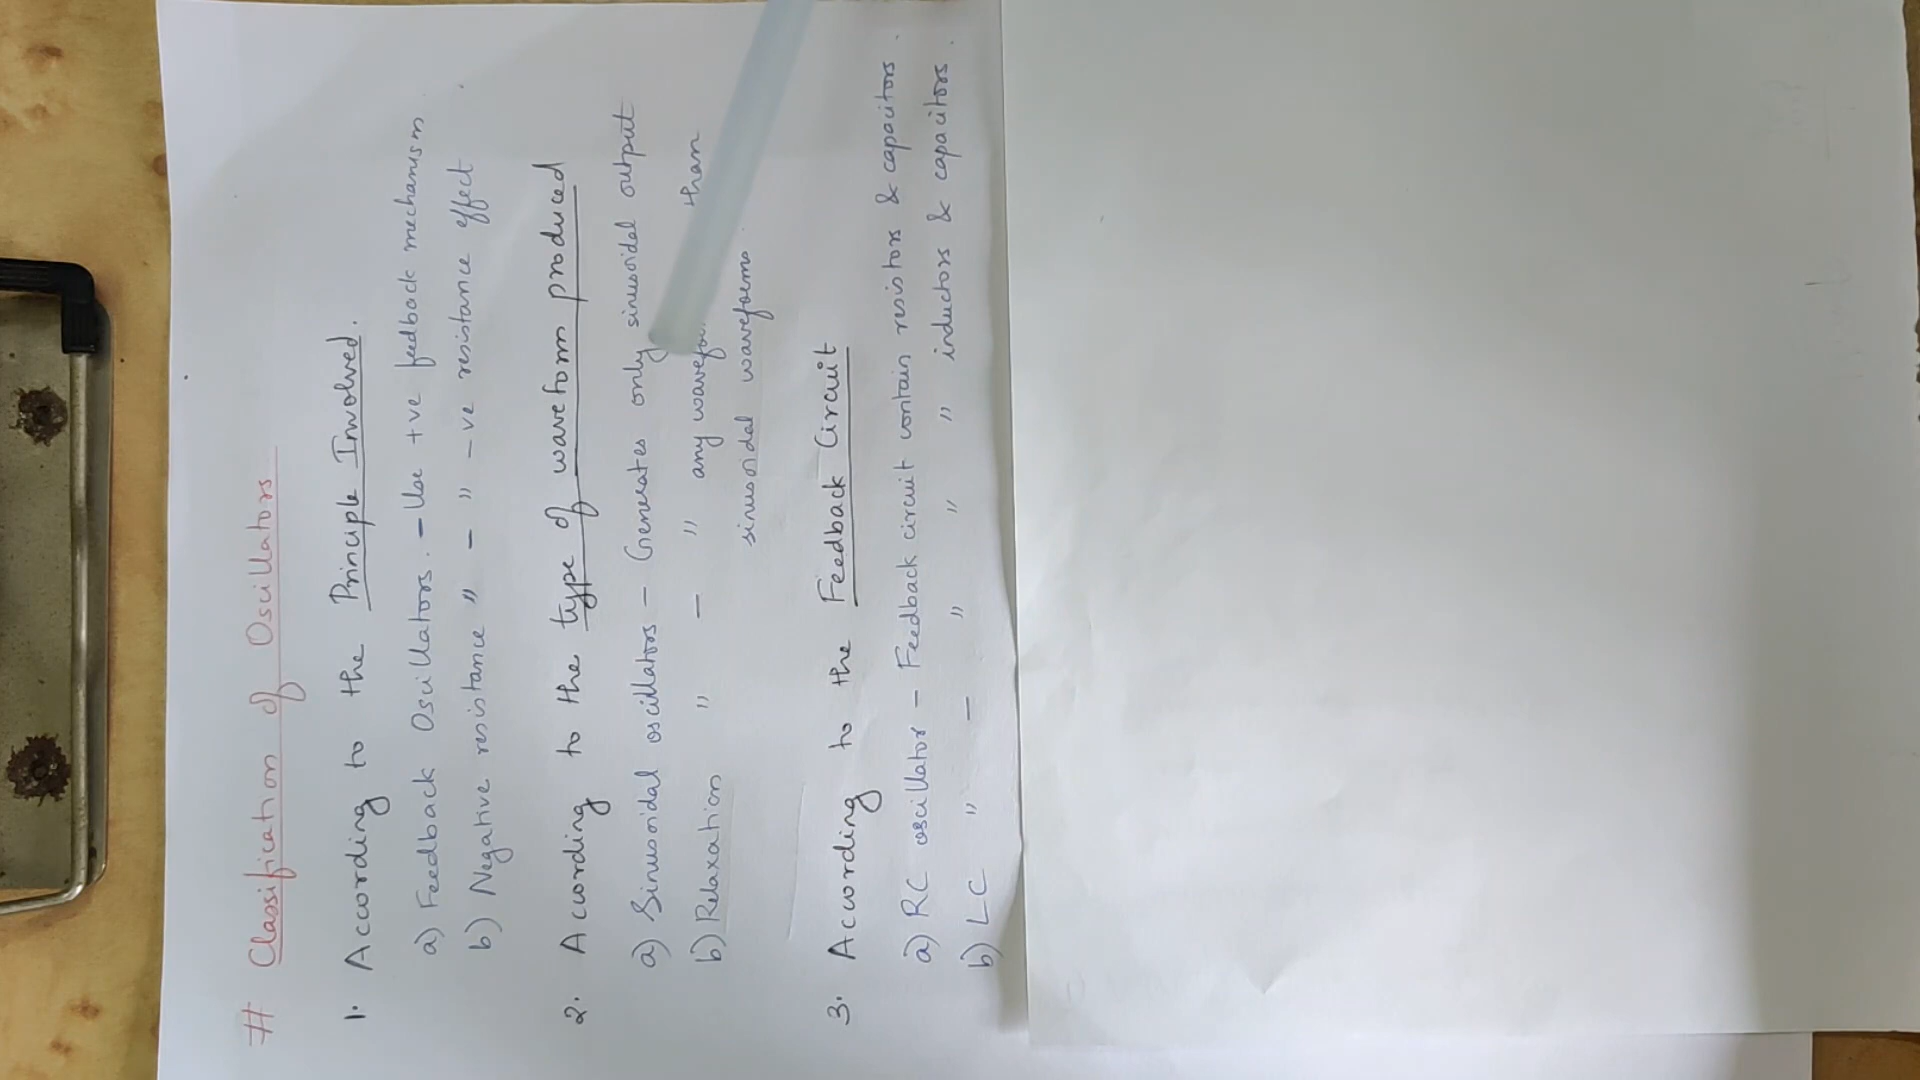 # Classification of Oscillators
1. According to the Principle Involved.
a) Feedback Oscillators. - Use +ve feedback mechanism
b) Negative resistance " - " -ve resistance effect.
2. According to the type of waveform produced
a) Sinusoidal oscillators - Generates only sinusoidal output
b) Relaxation " - " any than
sinusoidal waveforms.
3. According to the Feedback Circuit
a) RC oscillator - Feedback circuit contain resistors & capacitors.
b) LC " - " " " inductors & capacitors.